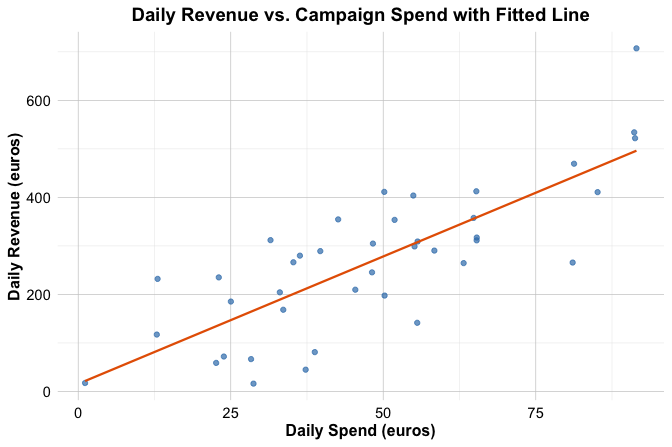 Daily Revenue vs. Campaign Spend with Fitted Line
Daily Revenue (euros)
600
400
200
0
0 25 50 75
Daily Spend (euros)